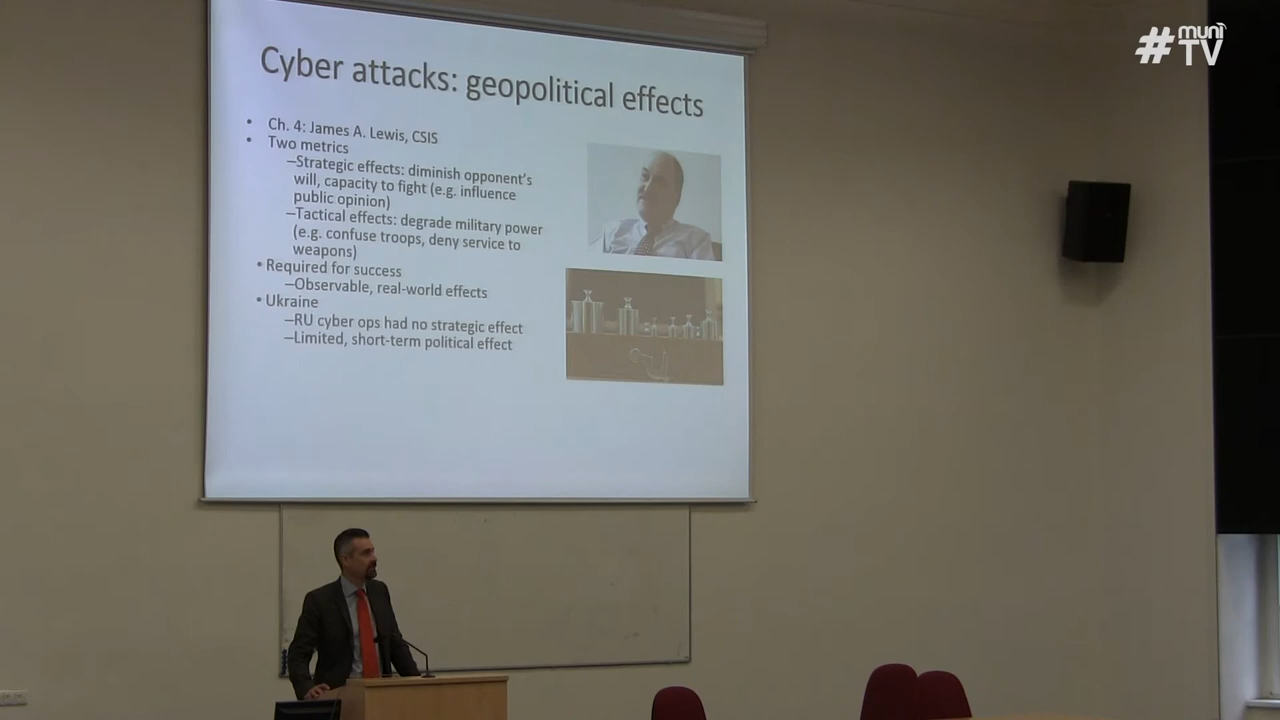 #muni
TV
Cyber attacks: geopolitical effects
• Ch. 4: James A. Lewis, CSIS
• Two metrics
–Strategic effects: diminish opponent's
will, capacity to fight (e.g. influence
public opinion)
–Tactical effects: degrade military power
(e.g. confuse troops, deny service to
weapons)
• Required for success
–Observable, real-world effects
• Ukraine
–RU cyber ops had no strategic effect
–Limited, short-term political effect